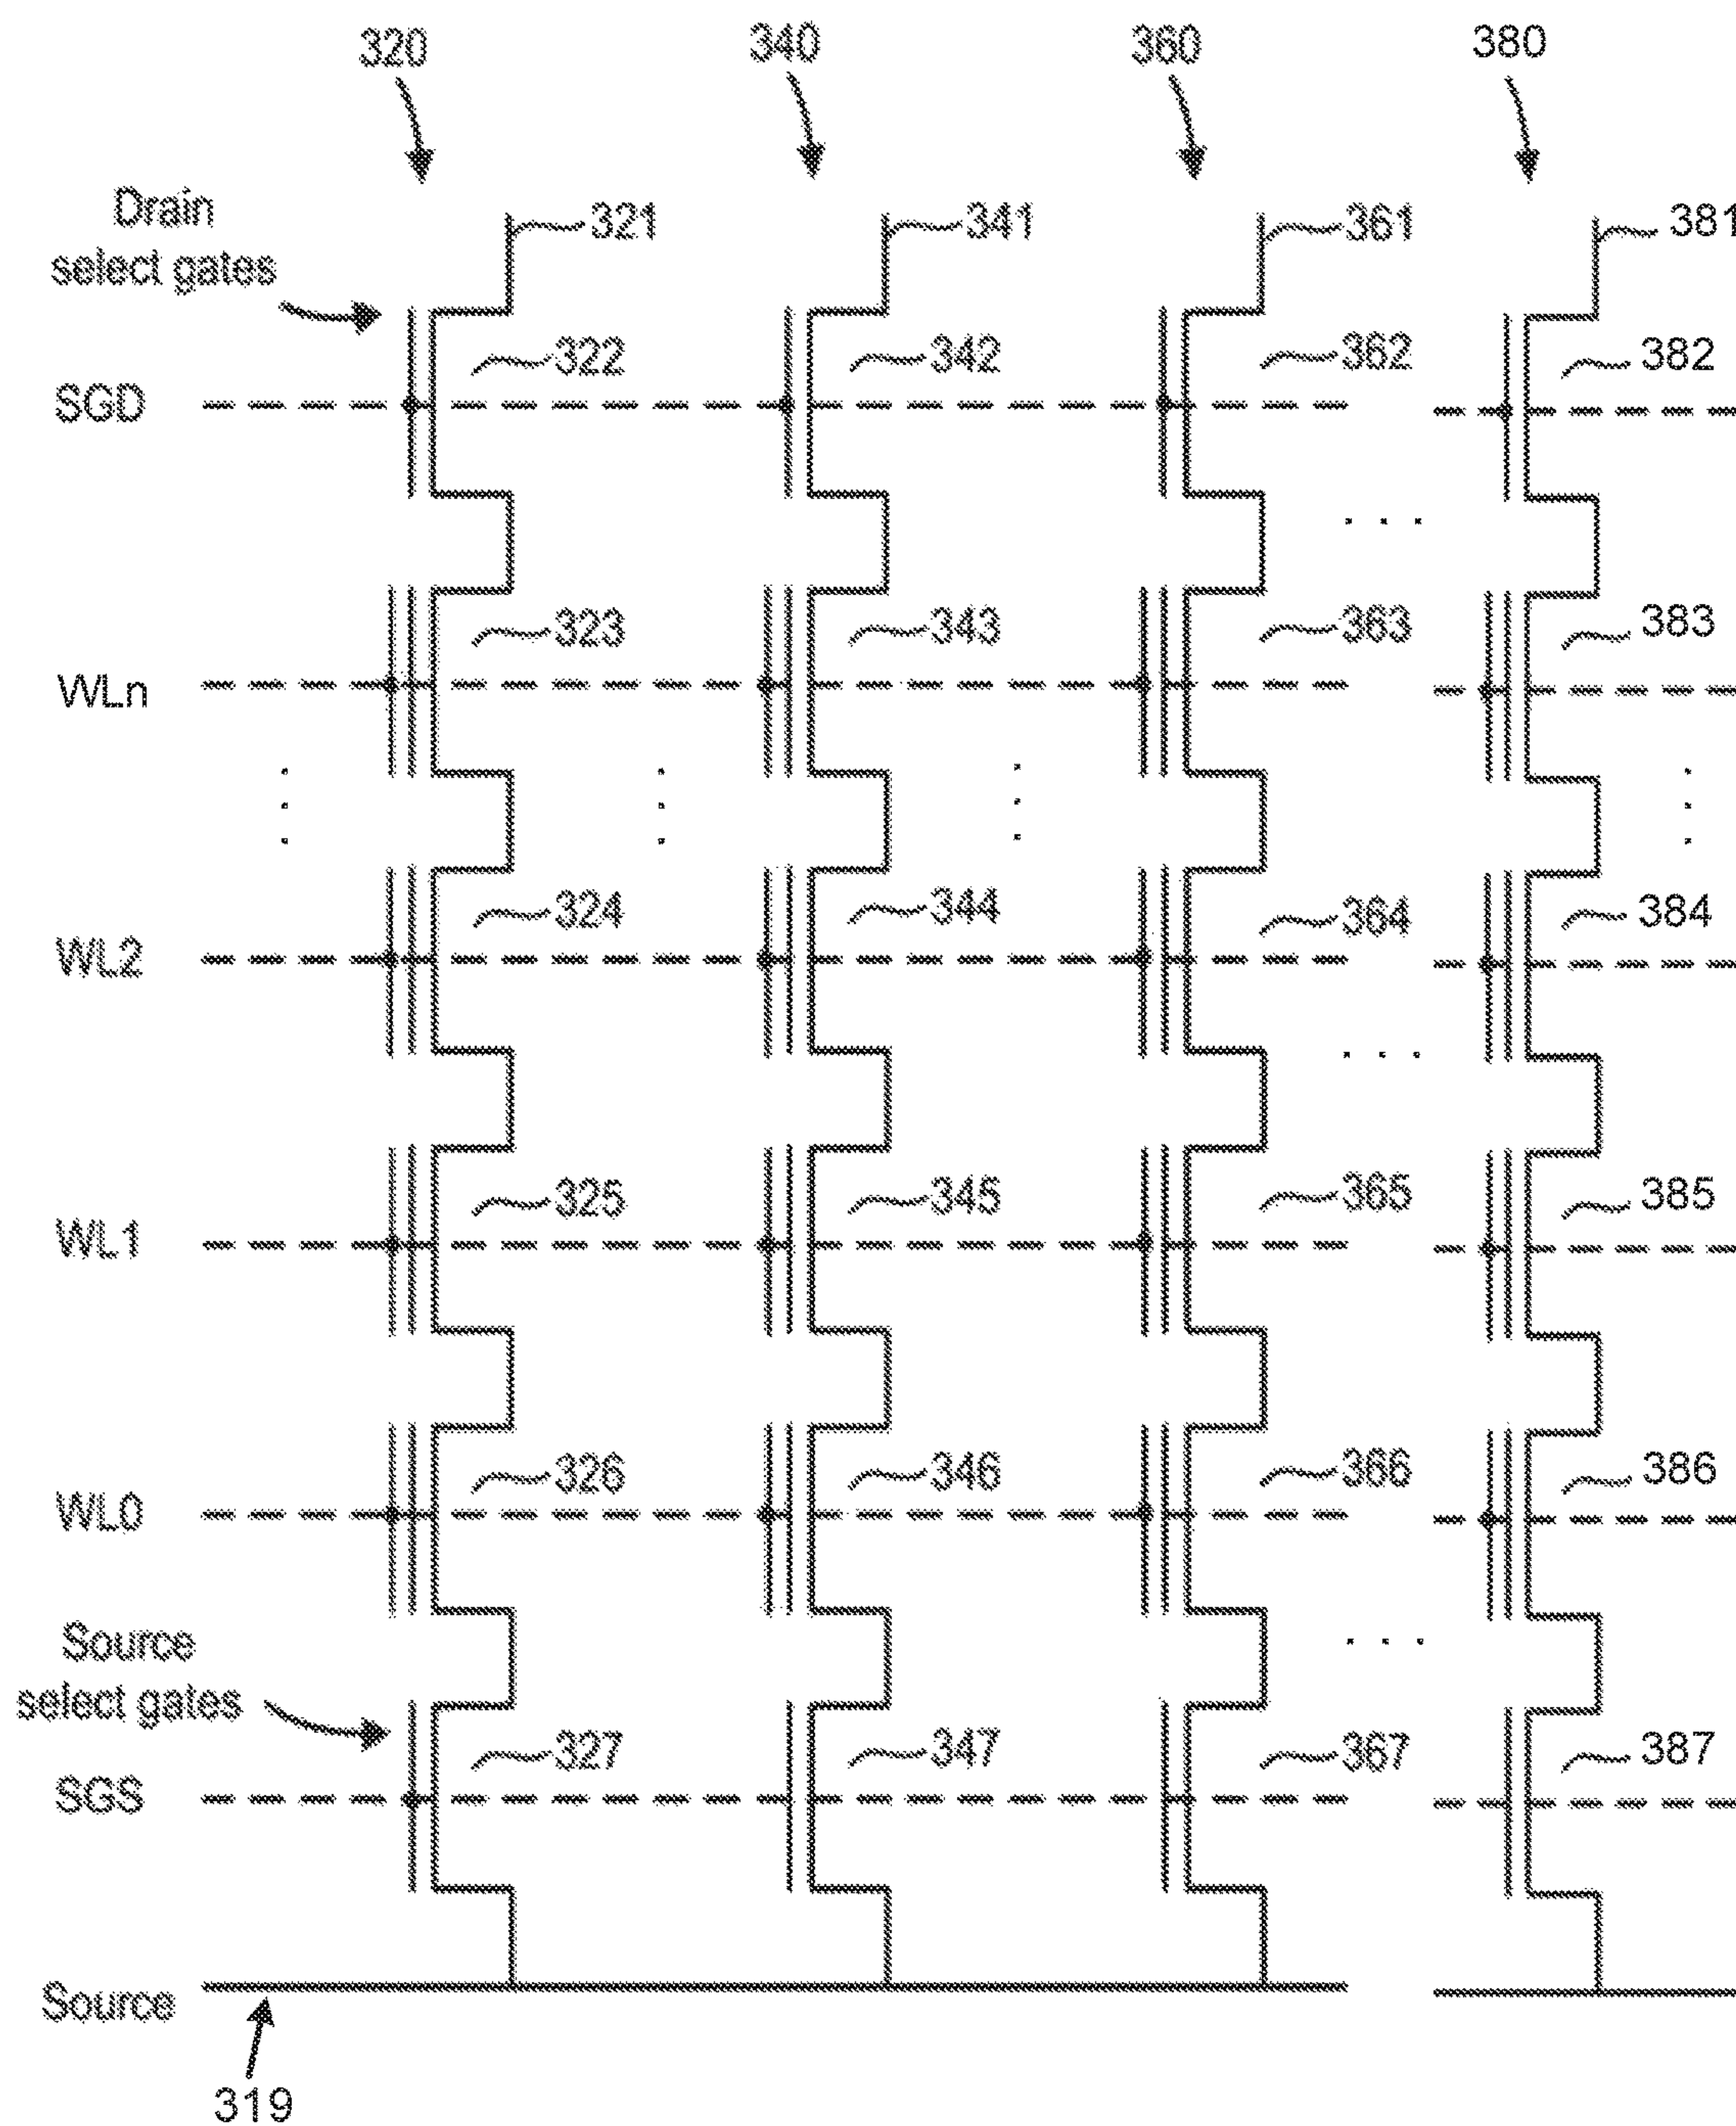 320 340 360 380
Drain
select gates
321 341 361 381
322 342 362 382
SGD
323 343 363 383
WLn
324 344 364 384
WL2
325 345 365 385
WL1
326 346 366 386
WL0
Source
select gates
327 347 367 387
SGS
Source
319